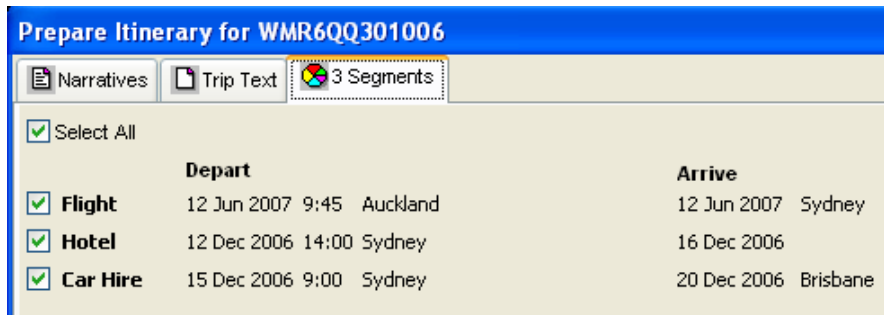 Prepare Itinerary for WMR6QQ301006
Narratives Trip Text 3 Segments
Select All
Depart Arrive
Flight 12 Jun 2007 9:45 Auckland 12 Jun 2007 Sydney
Hotel 12 Dec 2006 14:00 Sydney 16 Dec 2006
Car Hire 15 Dec 2006 9:00 Sydney 20 Dec 2006 Brisbane